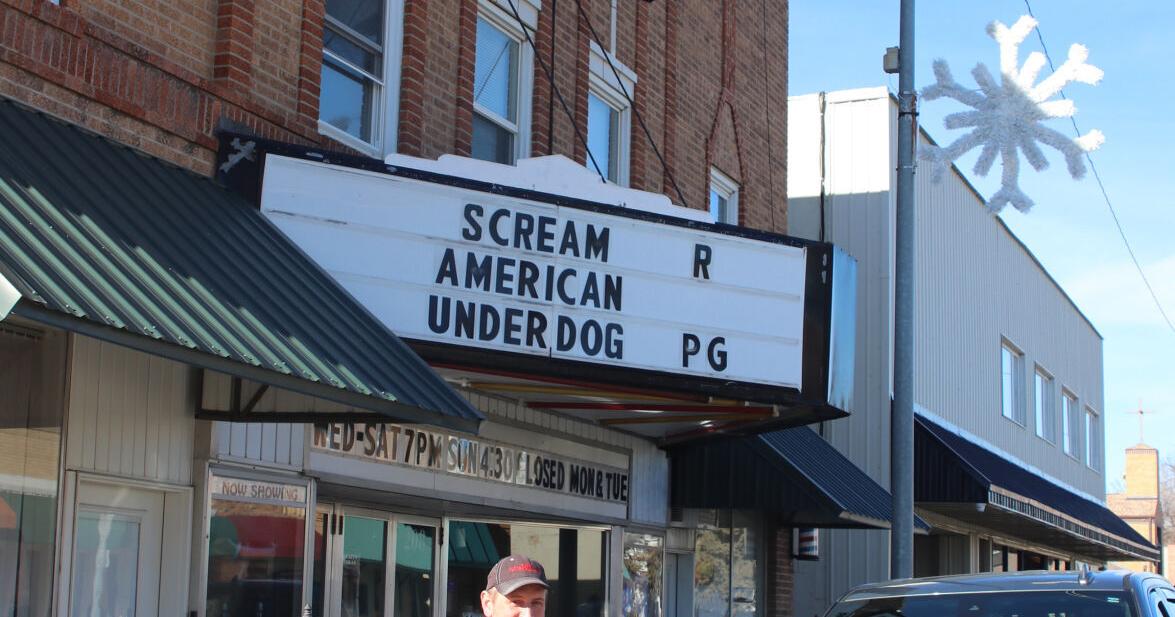 SCREAM R
AMERICAN
UNDERDOG PG
WED-SAT 7PM SUN 4:30 CLOSED MON & TUE
NOW SHOWING